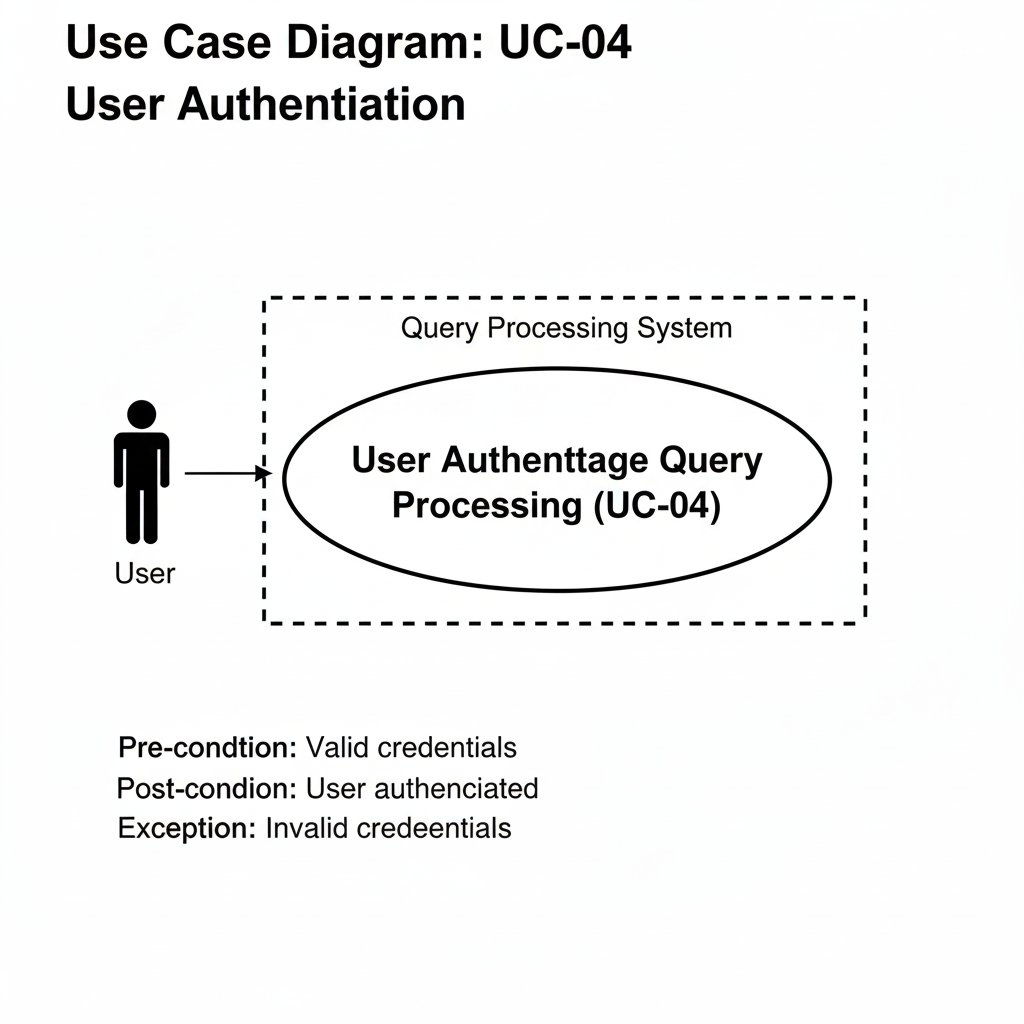 Use Case Diagram: UC-04
User Authentiation
Query Processing System
User Authenttage Query
Processing (UC-04)
User
Pre-condtion: Valid credentials
Post-condion: User authenciated
Exception: Invalid credeentials